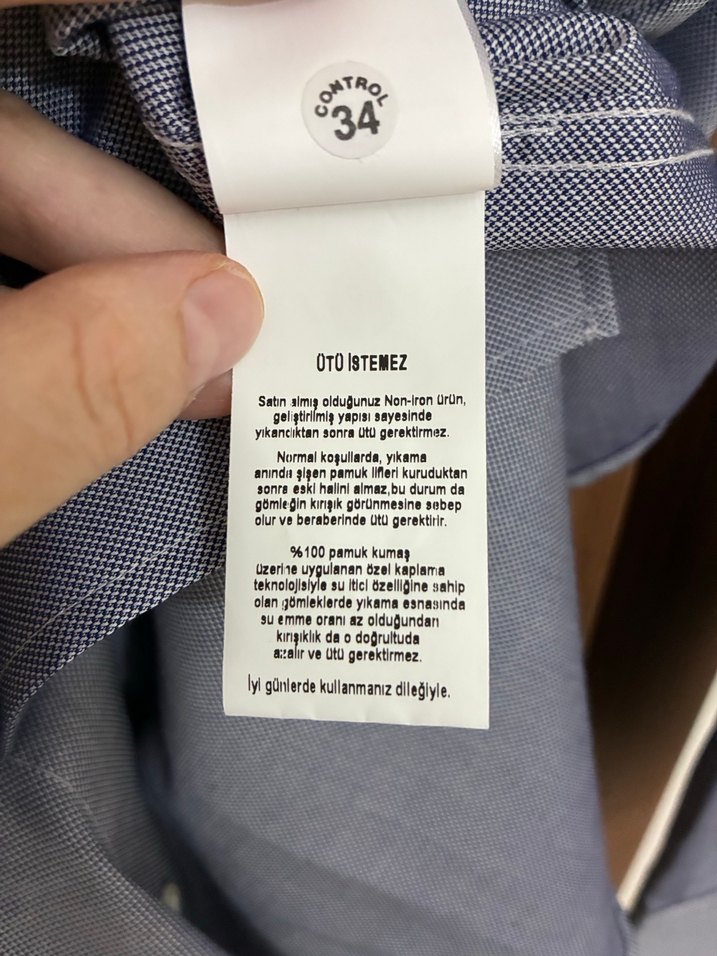 CONTROL
34
ÜTÜ İSTEMEZ
Satın almış olduğunuz Non-iron ürün,
geliştirilmiş yapısı sayesinde
yıkandıktan sonra ütü gerektirmez.
Normal koşullarda, yıkama
anında şişen pamuk lifleri kuruduktan
sonra eski halini almaz,bu durum da
gömleğin kırışık görünmesine sebep
olur ve beraberinde ütü gerektirir.
%100 pamuk kumaş
üzerine uygulanan özel kaplama
teknolojisiyle su itici özelliğine sahip
olan gömleklerde yıkama esnasında
su emme oranı az olduğundan
kırışıklık da o doğrultuda
azalır ve ütü gerektirmez.
İyi günlerde kullanmanız dileğiyle.